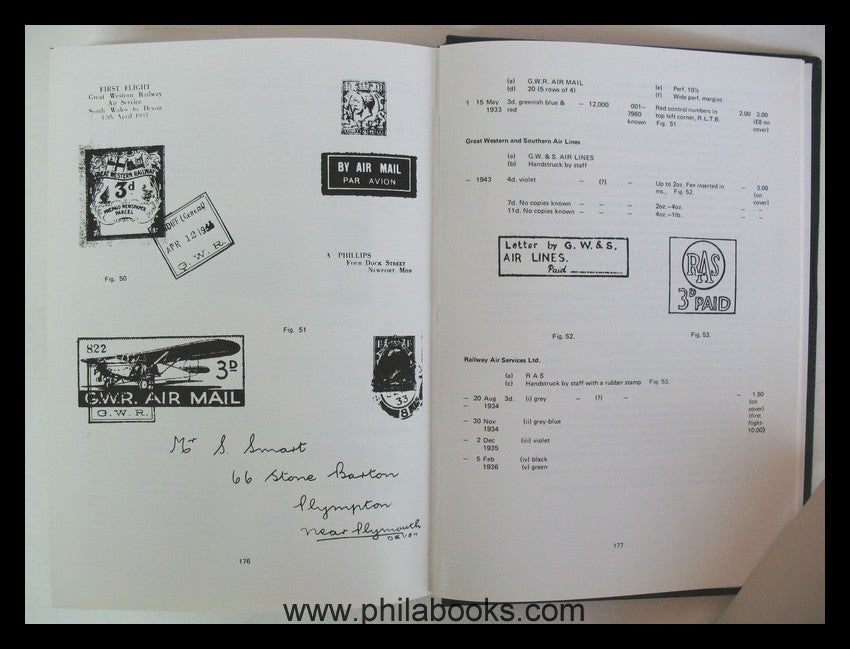 FIRST FLIGHT
Great Western Railway
Air Service
South Wales to Devon
12th April 1933
GREAT WESTERN RAILWAY
3d
PREPAID NEWSPAPER
PARCEL
APR 12 193
G. W. R.
BY AIR MAIL
PAR AVION
A PHILLIPS
FOUR DOCK STREET
NEWPORT MON
Fig. 50
Fig. 51
822
3D
G.W.R. AIR MAIL
G. W. R.
33
8
Mr S Smart
66 Stone Barton
Plympton
near Plymouth
DEVON
176
(a) G.W.R. AIR MAIL (e) Perf. 10½
(d) 20 (5 rows of 4) (f) Wide perf. margins
1 15 May 3d. greenish blue & – 12,000 001– Red control numbers in 2.00 3.00
1933 red 7960 top left corner, R.L.T.B. (£8 on
known Fig. 51 cover)
Great Western and Southern Air Lines
(a) G.W. & S. AIR LINES
(b) Handstruck by staff
– 1943 4d. violet – (?) – Up to 2oz. Fee inserted in – 3.00
– – ms., Fig. 52. (on
cover)
7d. No copies known – – – 2oz.–4oz. – –
11d. No copies known – – – 4oz.–1lb. – –
Letter by G. W. & S,
AIR LINES.
Paid
RAS
3D PAID
Fig. 52.
Fig. 53.
Railway Air Services Ltd.
(a) R A S
(c) Handstruck by staff with a rubber stamp Fig. 53.
– 20 Aug 3d. (i) grey – (?) – – 1.50
1934 – – (on
cover)
(first
– 30 Nov (ii) grey-blue flight-
1934 10.00)
– 2 Dec (iii) violet
1935
– 5 Feb (iv) black
1936 (v) green
177
www.philabooks.com